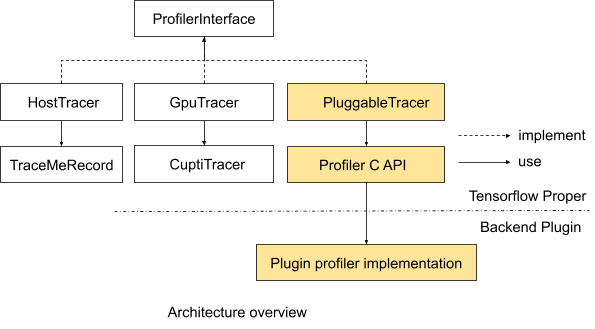 ProfilerInterface
HostTracer
GpuTracer
PluggableTracer
implement
TraceMeRecord
CuptiTracer
Profiler C API
use
Tensorflow Proper
Backend Plugin
Plugin profiler implementation
Architecture overview